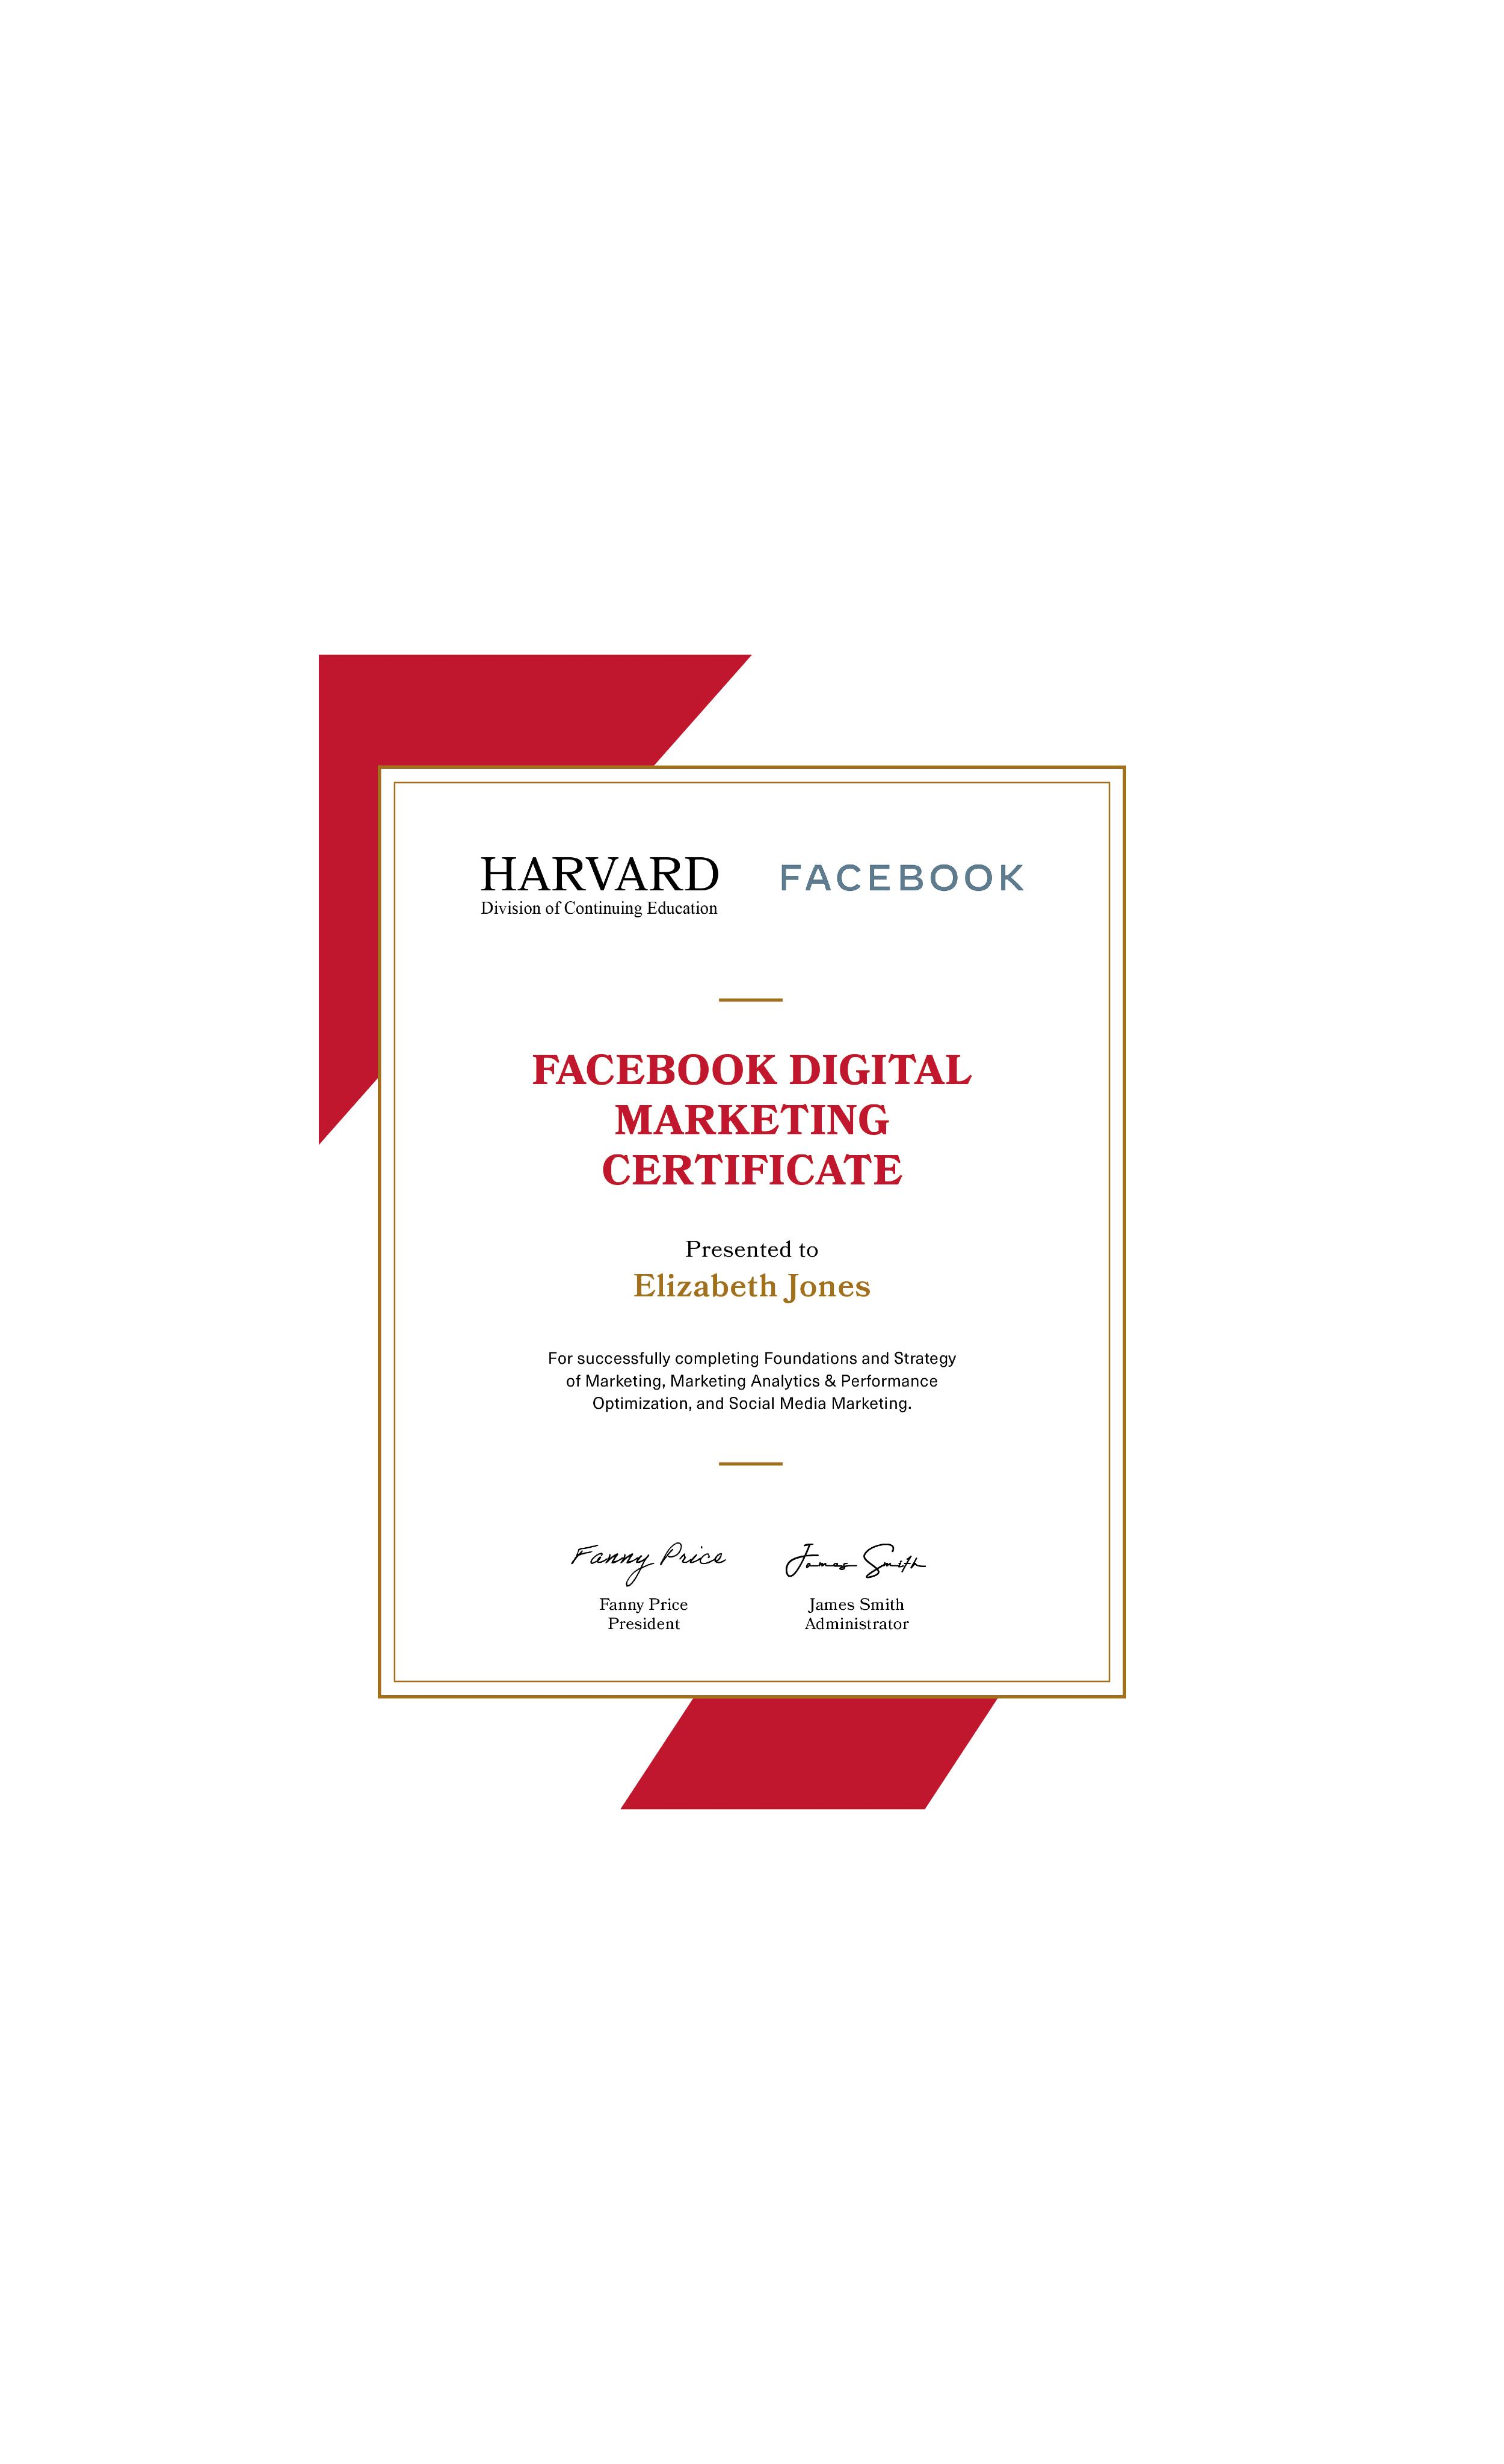 HARVARD
Division of Continuing Education
FACEBOOK
FACEBOOK DIGITAL
MARKETING
CERTIFICATE
Presented to
Elizabeth Jones
For successfully completing Foundations and Strategy
of Marketing, Marketing Analytics & Performance
Optimization, and Social Media Marketing.
Fanny Price
Fanny Price
President
James Smith
James Smith
Administrator